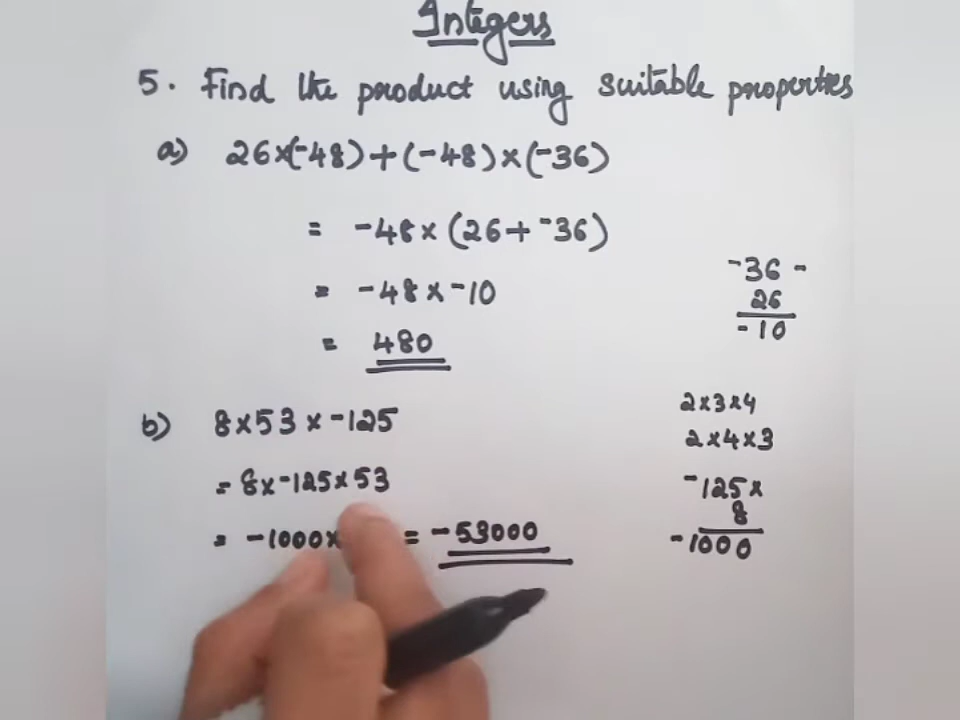 Integers
5. Find the product using suitable properties
a) 26×(-48)+(-48)×(-36)
= -48×(26+ -36)
= -48×-10
= 480
-36 -
26
-10
b) 8×53×-125
= 8×-125×53
= -1000× = -53000
2×3×4
2×4×3
-125×
8
-1000